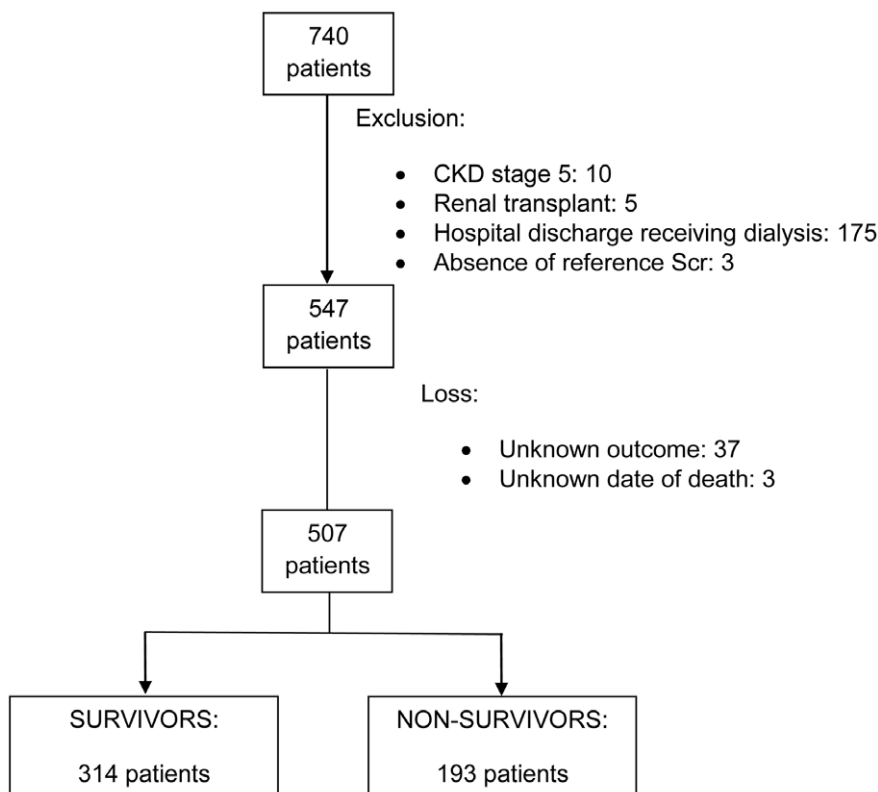 740
patients
Exclusion:
• CKD stage 5: 10
• Renal transplant: 5
• Hospital discharge receiving dialysis: 175
• Absence of reference Scr: 3
547
patients
Loss:
• Unknown outcome: 37
• Unknown date of death: 3
507
patients
SURVIVORS:
314 patients
NON-SURVIVORS:
193 patients